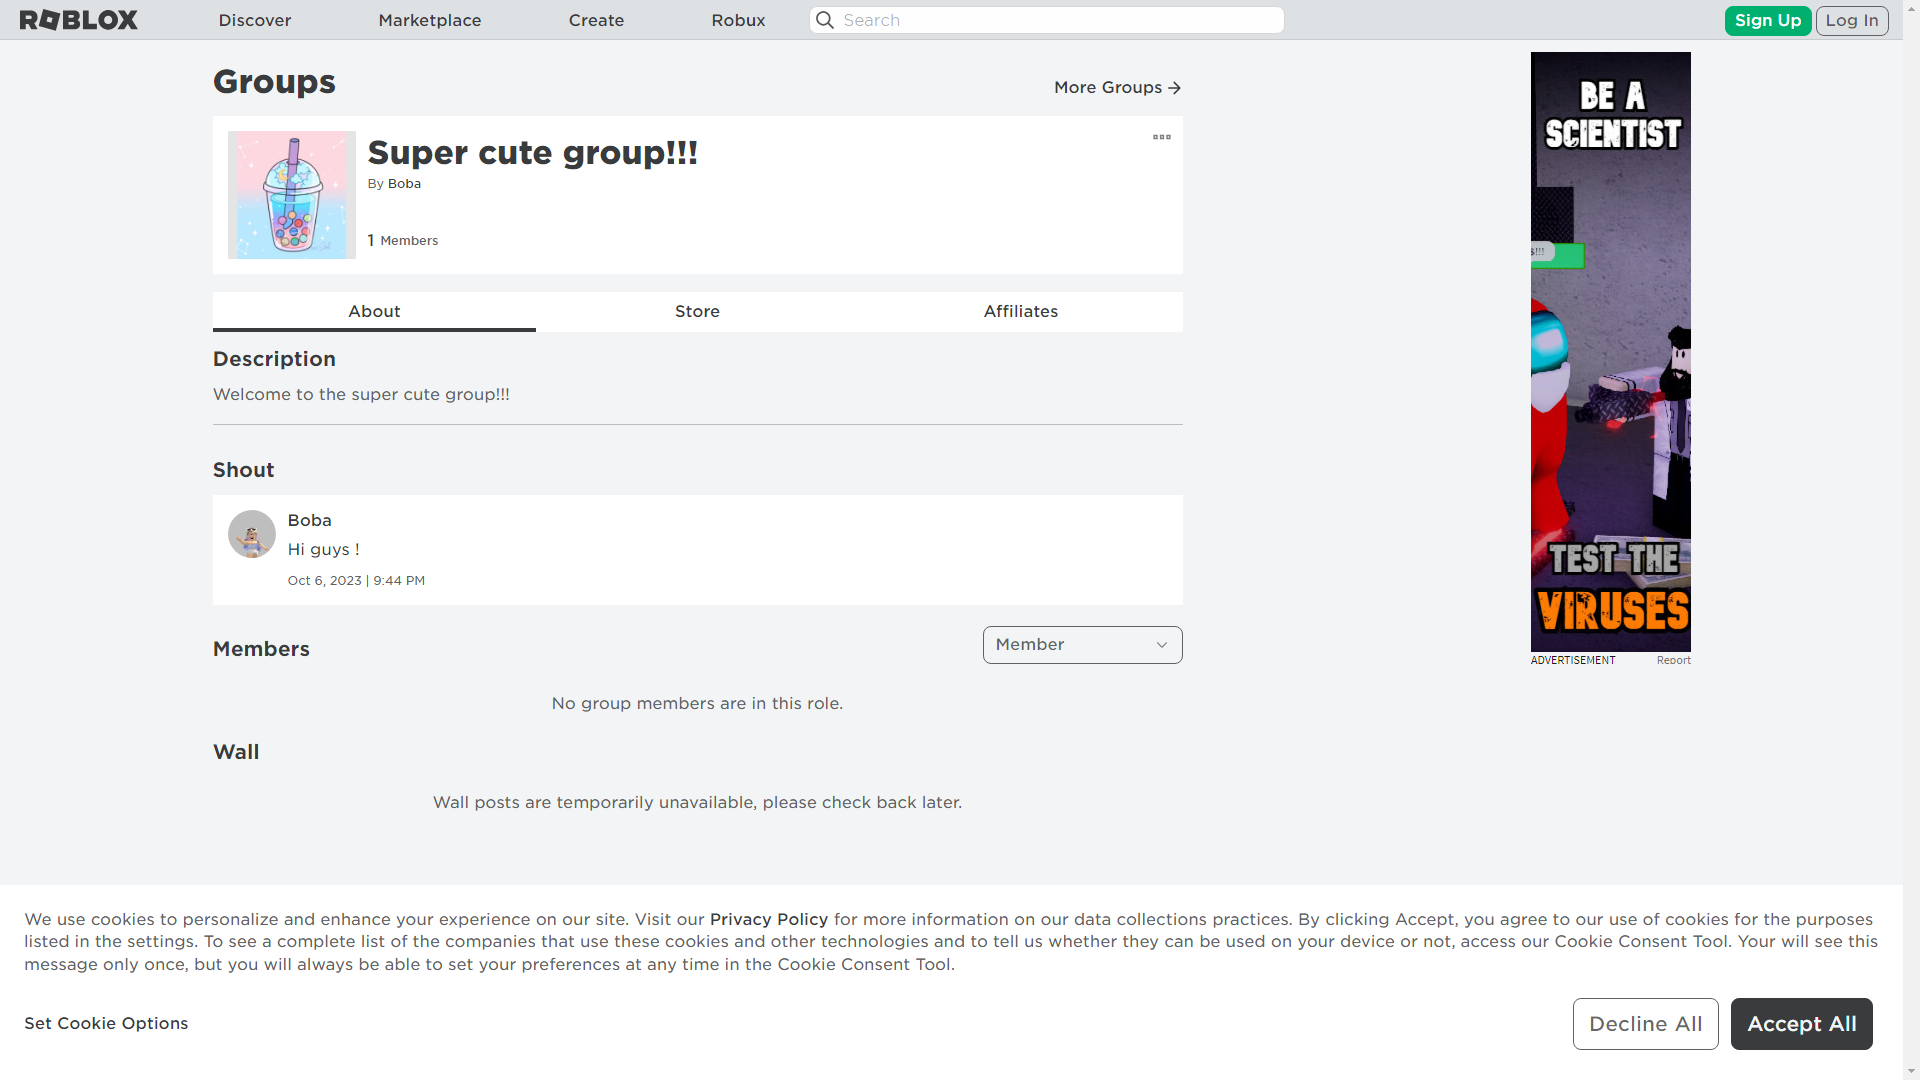 ROBLOX
Discover
Marketplace
Create
Robux
Search
Sign Up
Log In
Groups
More Groups
Super cute group!!!
By Boba
1 Members
About
Store
Affiliates
Description
Welcome to the super cute group!!!
Shout
Boba
Hi guys !
Oct 6, 2023 | 9:44 PM
Members
Member
No group members are in this role.
Wall
Wall posts are temporarily unavailable, please check back later.
BE A
SCIENTIST
TEST THE
VIRUSES
ADVERTISEMENT
Report
We use cookies to personalize and enhance your experience on our site. Visit our Privacy Policy for more information on our data collections practices. By clicking Accept, you agree to our use of cookies for the purposes
listed in the settings. To see a complete list of the companies that use these cookies and other technologies and to tell us whether they can be used on your device or not, access our Cookie Consent Tool. Your will see this
message only once, but you will always be able to set your preferences at any time in the Cookie Consent Tool.
Set Cookie Options
Decline All
Accept All